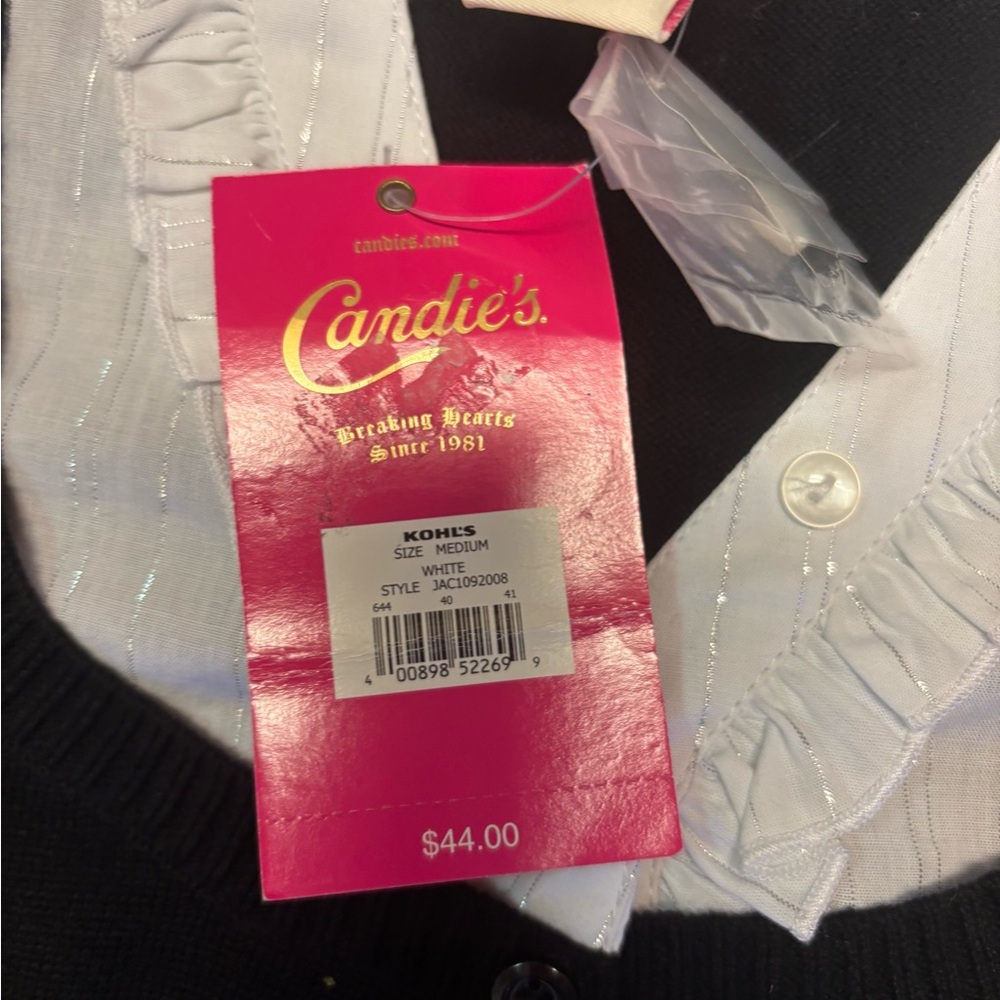 candies.com
Candie's.
Breaking Hearts
Since 1981
KOHL'S
SIZE MEDIUM
WHITE
STYLE JAC1092008
644 40 41
4 00898 52269 9
$44.00